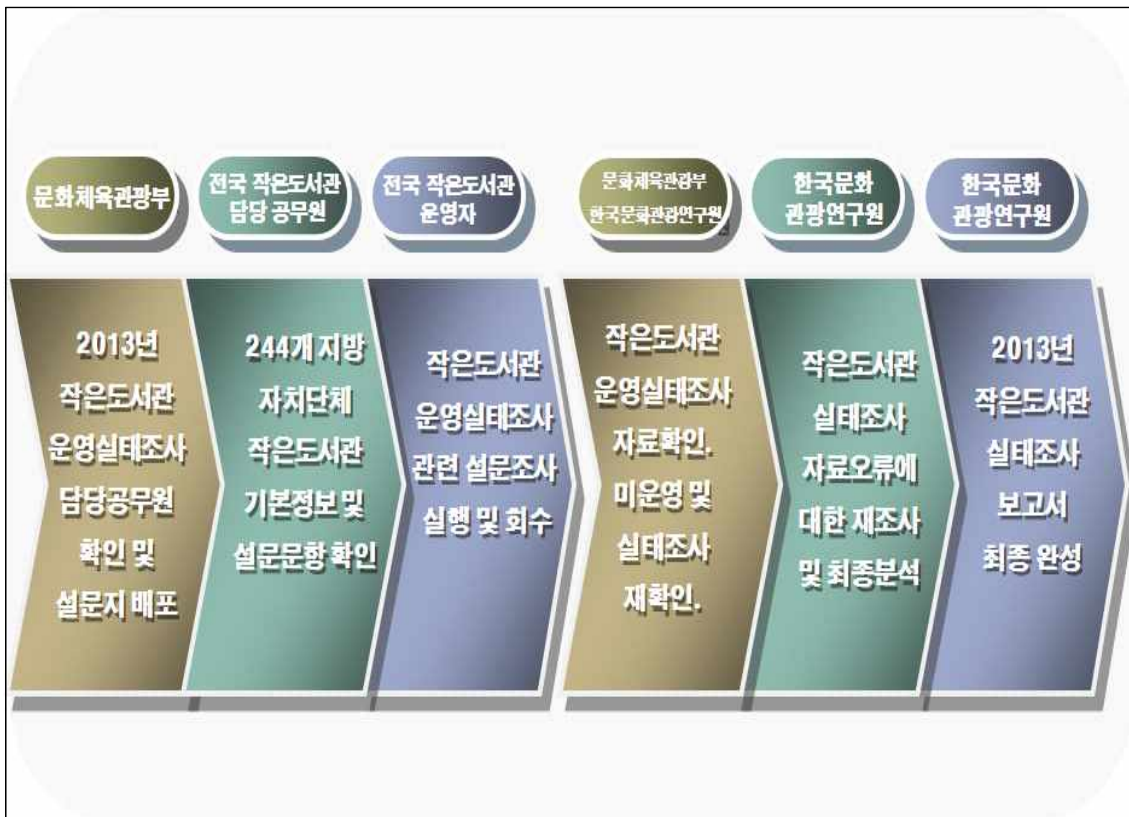 문화체육관광부
전국 작은도서관
담당 공무원
전국 작은도서관
운영자
문화체육관광부
한국문화관광연구원
한국문화
관광연구원
한국문화
관광연구원
2013년
작은도서관
운영실태조사
담당공무원
확인 및
설문지 배포
244개 지방
자치단체
작은도서관
기본정보 및
설문문항 확인
작은도서관
운영실태조사
관련 설문조사
실행 및 회수
작은도서관
운영실태조사
자료확인.
미운영 및
실태조사
재확인.
작은도서관
실태조사
자료오류에
대한 재조사
및 최종분석
2013년
작은도서관
실태조사
보고서
최종 완성